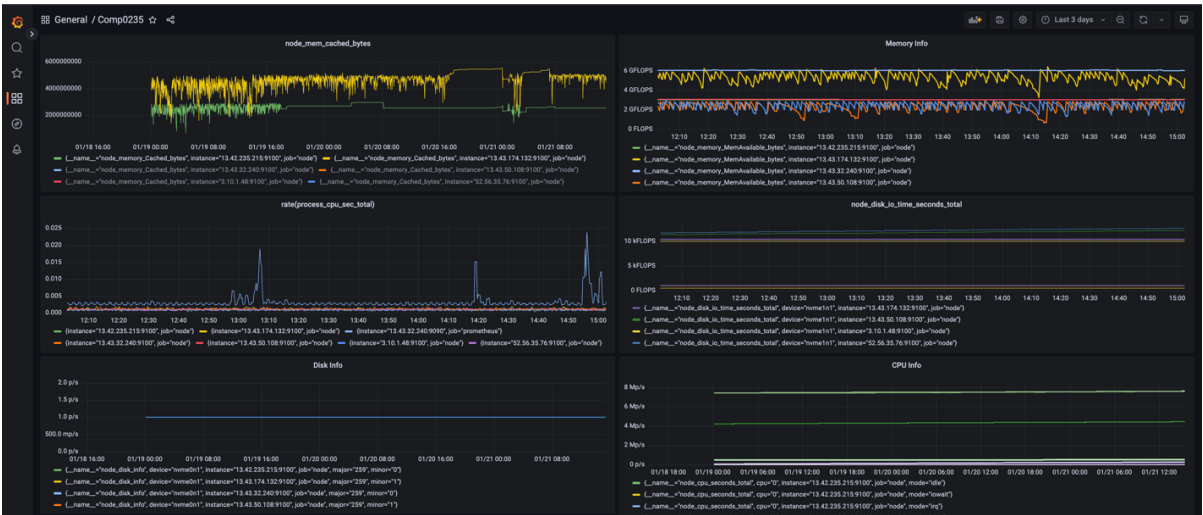 General / Comp0235
Last 3 days
node_mem_cached_bytes
6000000000
4000000000
2000000000
01/18 16:00 01/19 00:00 01/19 08:00 01/19 16:00 01/20 00:00 01/20 08:00 01/20 16:00 01/21 00:00 01/21 08:00
{__name__="node_memory_Cached_bytes", instance="13.42.235.215:9100", job="node"} {__name__="node_memory_Cached_bytes", instance="13.43.174.132:9100", job="node"}
{__name__="node_memory_Cached_bytes", instance="13.43.32.240:9100", job="node"} {__name__="node_memory_Cached_bytes", instance="13.43.50.108:9100", job="node"}
{__name__="node_memory_Cached_bytes", instance="3.10.1.48:9100", job="node"} {__name__="node_memory_Cached_bytes", instance="52.56.35.76:9100", job="node"}
Memory Info
6 GFLOPS
4 GFLOPS
2 GFLOPS
0 FLOPS
12:10 12:20 12:30 12:40 12:50 13:00 13:10 13:20 13:30 13:40 13:50 14:00 14:10 14:20 14:30 14:40 14:50 15:00
{__name__="node_memory_MemAvailable_bytes", instance="13.42.235.215:9100", job="node"}
{__name__="node_memory_MemAvailable_bytes", instance="13.43.174.132:9100", job="node"}
{__name__="node_memory_MemAvailable_bytes", instance="13.43.32.240:9100", job="node"}
{__name__="node_memory_MemAvailable_bytes", instance="13.43.50.108:9100", job="node"}
rate(process_cpu_sec_total)
0.025
0.020
0.015
0.010
0.005
0.000
12:10 12:20 12:30 12:40 12:50 13:00 13:10 13:20 13:30 13:40 13:50 14:00 14:10 14:20 14:30 14:40 14:50 15:00
{instance="13.42.235.215:9100", job="node"} {instance="13.43.174.132:9100", job="node"} {instance="13.43.32.240:9090", job="prometheus"}
{instance="13.43.32.240:9100", job="node"} {instance="13.43.50.108:9100", job="node"} {instance="3.10.1.48:9100", job="node"} {instance="52.56.35.76:9100", job="node"}
node_disk_io_time_seconds_total
10 kFLOPS
5 kFLOPS
0 FLOPS
12:10 12:20 12:30 12:40 12:50 13:00 13:10 13:20 13:30 13:40 13:50 14:00 14:10 14:20 14:30 14:40 14:50 15:00
{__name__="node_disk_io_time_seconds_total", device="nvme1n1", instance="13.43.174.132:9100", job="node"}
{__name__="node_disk_io_time_seconds_total", device="nvme1n1", instance="13.43.50.108:9100", job="node"}
{__name__="node_disk_io_time_seconds_total", device="nvme1n1", instance="3.10.1.48:9100", job="node"}
{__name__="node_disk_io_time_seconds_total", device="nvme1n1", instance="52.56.35.76:9100", job="node"}
Disk Info
2.0 p/s
1.5 p/s
1.0 p/s
500.0 mp/s
0.0 p/s
01/18 16:00 01/19 00:00 01/19 08:00 01/19 16:00 01/20 00:00 01/20 08:00 01/20 16:00 01/21 00:00 01/21 08:00
{__name__="node_disk_info", device="nvme0n1", instance="13.42.235.215:9100", job="node", major="259", minor="0"}
{__name__="node_disk_info", device="nvme0n1", instance="13.43.174.132:9100", job="node", major="259", minor="1"}
{__name__="node_disk_info", device="nvme0n1", instance="13.43.32.240:9100", job="node", major="259", minor="0"}
{__name__="node_disk_info", device="nvme0n1", instance="13.43.50.108:9100", job="node", major="259", minor="1"}
CPU Info
8 Mp/s
6 Mp/s
4 Mp/s
2 Mp/s
0 p/s
01/18 18:00 01/19 00:00 01/19 06:00 01/19 12:00 01/19 18:00 01/20 00:00 01/20 06:00 01/20 12:00 01/20 18:00 01/21 00:00 01/21 06:00 01/21 12:00
{__name__="node_cpu_seconds_total", cpu="0", instance="13.42.235.215:9100", job="node", mode="idle"}
{__name__="node_cpu_seconds_total", cpu="0", instance="13.42.235.215:9100", job="node", mode="iowait"}
{__name__="node_cpu_seconds_total", cpu="0", instance="13.42.235.215:9100", job="node", mode="irq"}